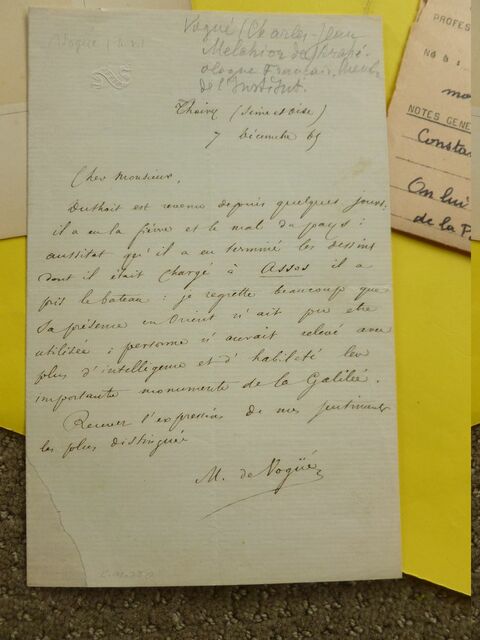 Vogüé (Charles-Jean
Melchior de) Archéologue Français, Membre
de l'Institut.
Thoiry (Seine et Oise)
7 Décembre 65
Cher Monsieur,
Duthoit est revenu depuis quelques jours;
il a eu la fièvre et le mal du pays:
aussitôt qu'il a eu terminé les dessins
dont il était chargé à Assos il a
pris le bateau: je regrette beaucoup que
sa présence en Orient n'ait pu être
utilisée; personne n'aurait relevé avec
plus d'intelligence et d'habileté les
importants monuments de la Galilée.
Recevez l'expression de mes sentiments
les plus distingués
M. de Vogüé
PROFES
NOTES GENE
Consta
On lui
de la P